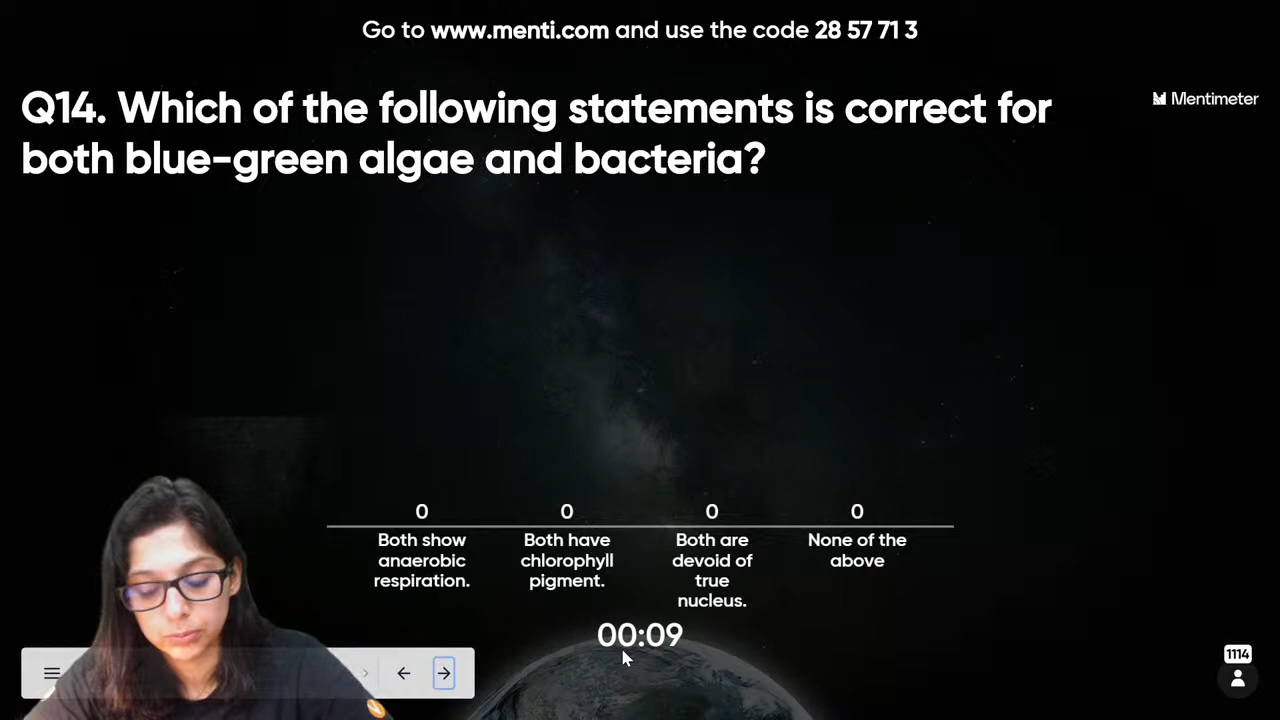 Go to www.menti.com and use the code 28 57 71 3
Q14. Which of the following statements is correct for
both blue-green algae and bacteria?
Mentimeter
0
0
0
0
Both show
anaerobic
respiration.
Both have
chlorophyll
pigment.
Both are
devoid of
true
nucleus.
None of the
above
00:09
1114